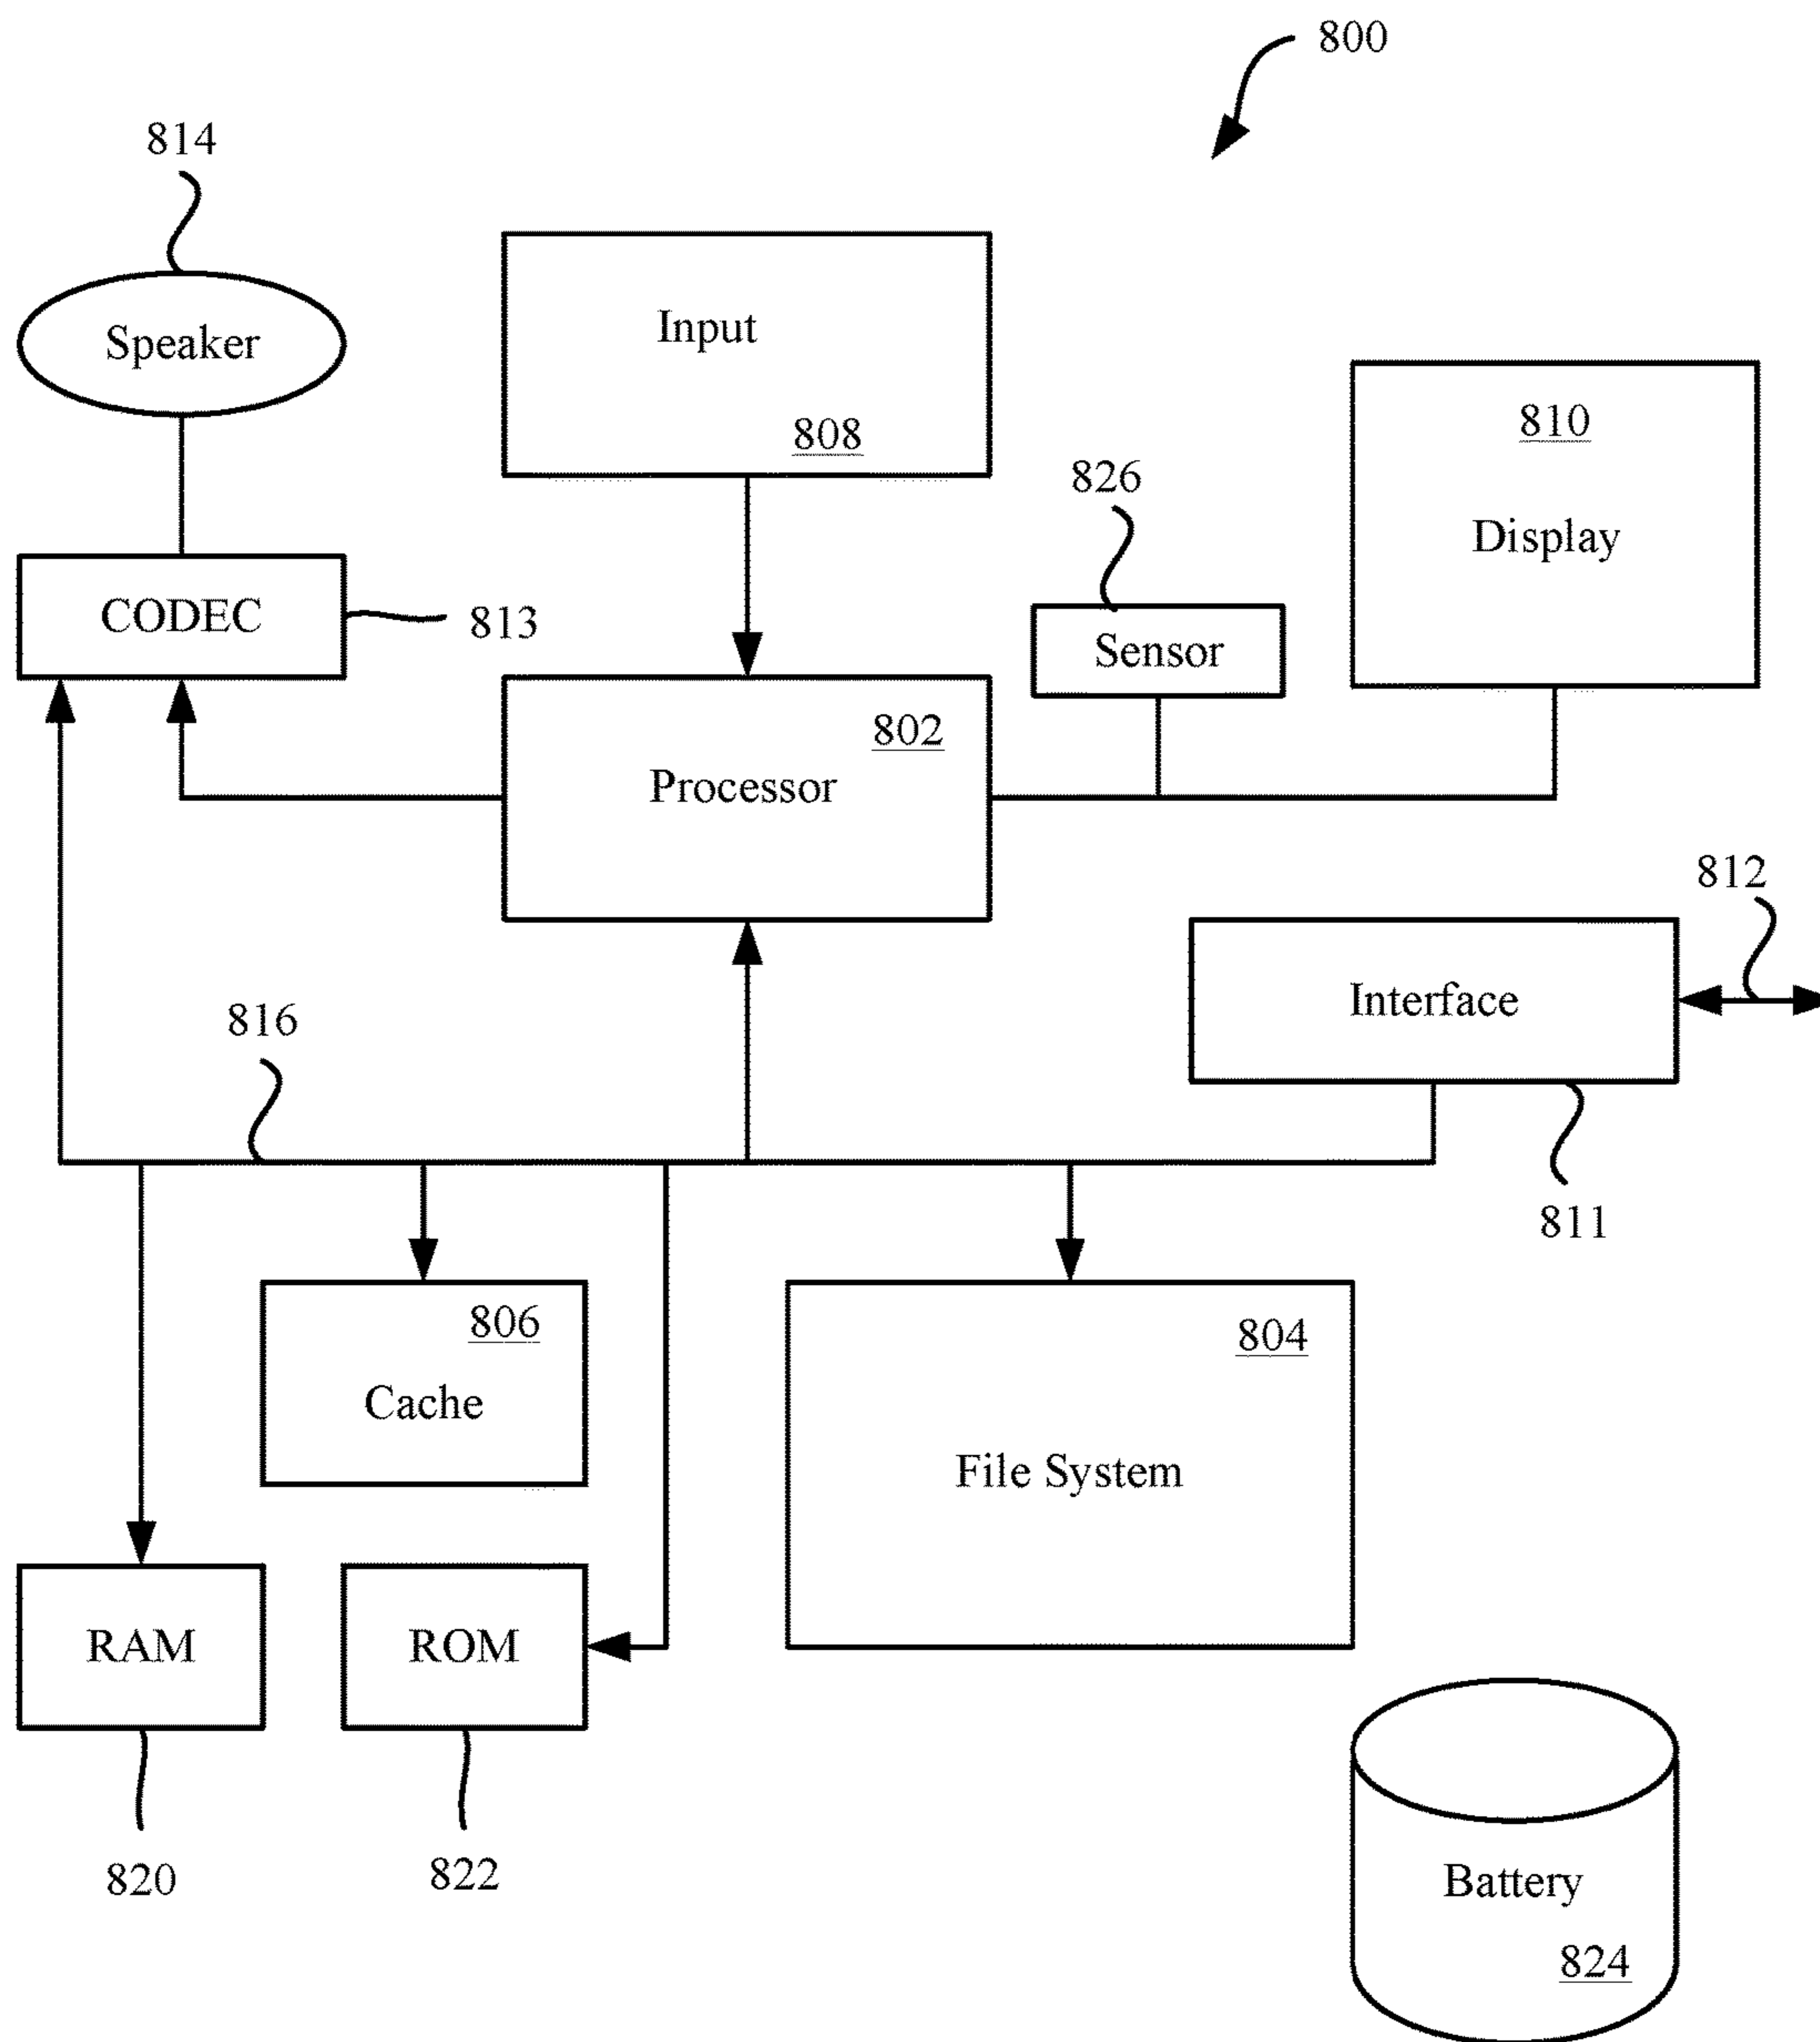 800
814
Speaker
Input
808
810
Display
826
Sensor
CODEC
813
802
Processor
812
Interface
816
811
806
Cache
804
File System
RAM
ROM
820
822
Battery
824